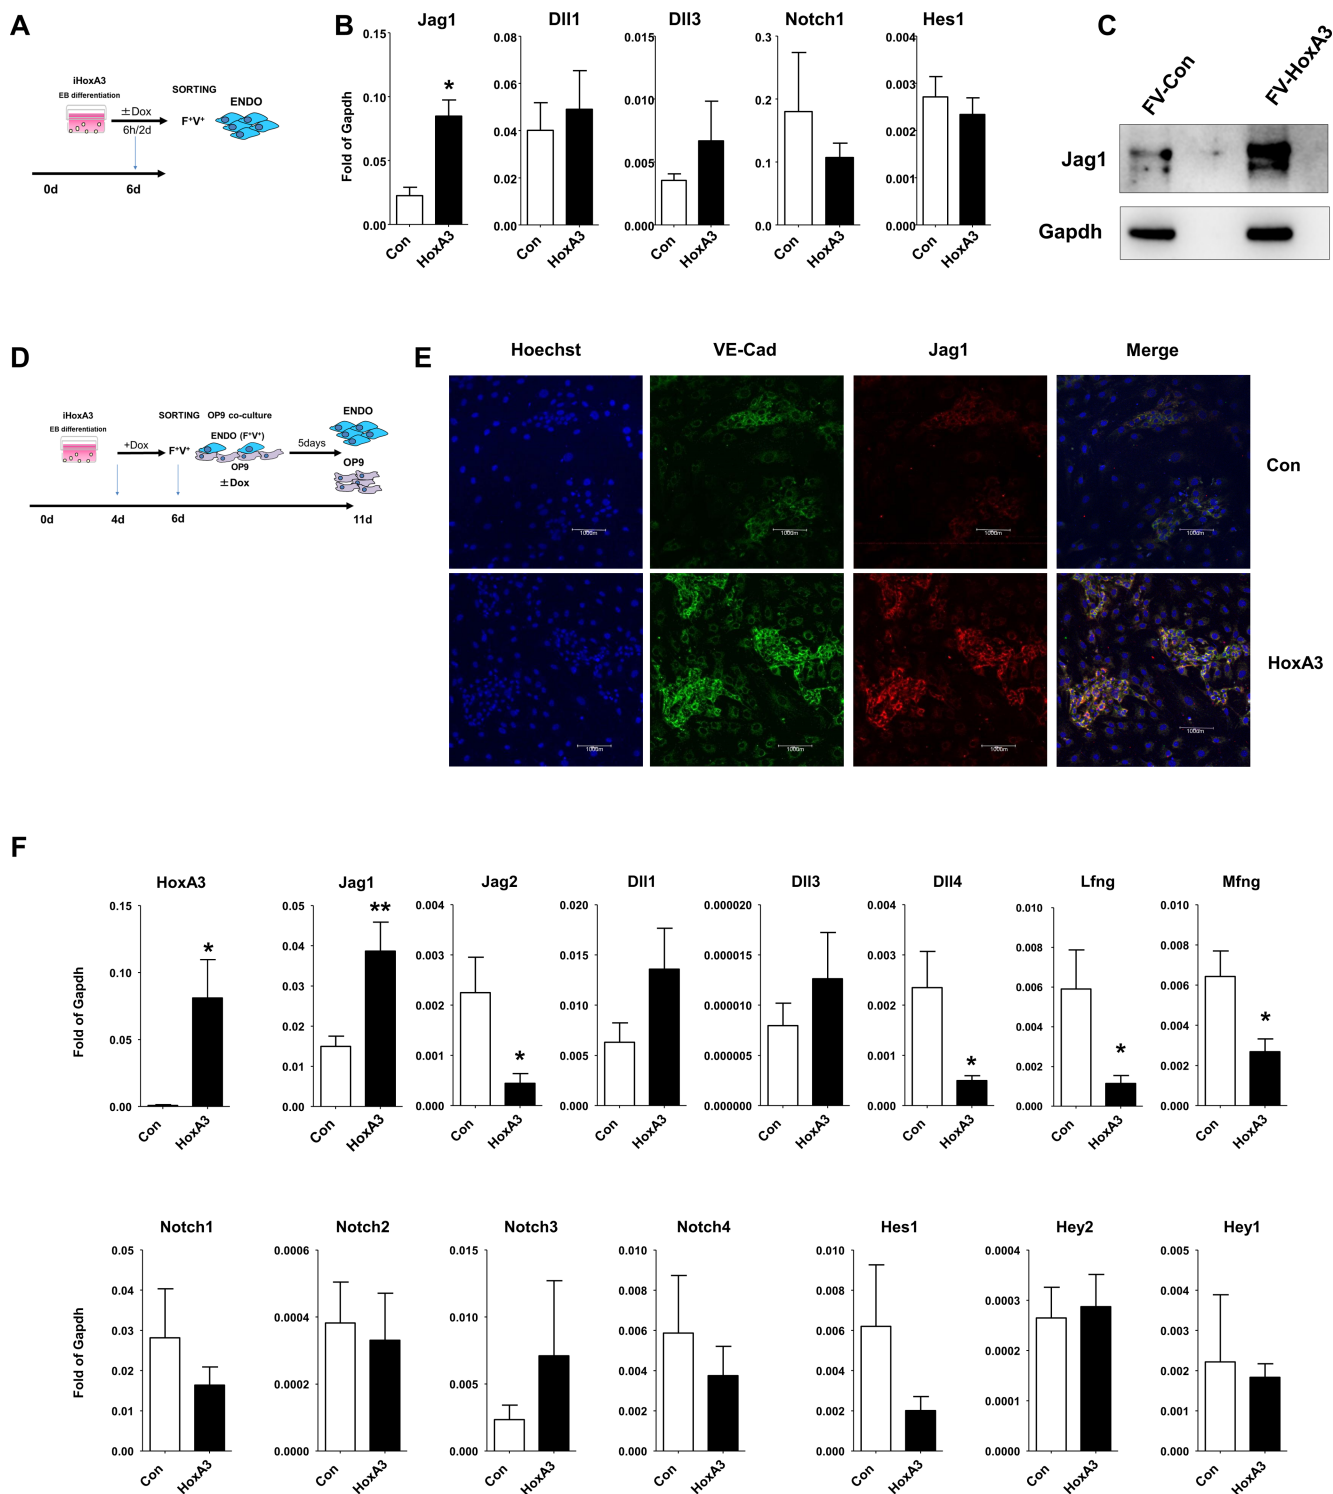 A
iHoxA3
EB differentiation
±Dox
6h/2d
SORTING
F⁺V⁺
ENDO
0d
6d
B
Jag1
Dll1
Dll3
Notch1
Hes1
Fold of Gapdh
0.15
0.10
0.05
0.00
0.08
0.06
0.04
0.02
0.00
0.015
0.010
0.005
0.000
0.3
0.2
0.1
0.0
0.004
0.003
0.002
0.001
0.000
*
Con
HoxA3
Con
HoxA3
Con
HoxA3
Con
HoxA3
Con
HoxA3
C
FV-Con
FV-HoxA3
Jag1
Gapdh
D
iHoxA3
EB differentiation
+Dox
SORTING
F⁺V⁺
OP9 co-culture
ENDO (F⁺V⁺)
OP9
±Dox
5days
ENDO
OP9
0d
4d
6d
11d
E
Hoechst
VE-Cad
Jag1
Merge
Con
HoxA3
F
HoxA3
Jag1
Jag2
Dll1
Dll3
Dll4
Lfng
Mfng
Fold of Gapdh
0.15
0.10
0.05
0.00
*
Con
HoxA3
0.05
0.04
0.03
0.02
0.01
0.00
**
Con
HoxA3
0.004
0.003
0.002
0.001
0.000
*
Con
HoxA3
0.020
0.015
0.010
0.005
0.000
Con
HoxA3
0.000020
0.000015
0.000010
0.000005
0.000000
Con
HoxA3
0.004
0.003
0.002
0.001
0.000
*
Con
HoxA3
0.010
0.008
0.006
0.004
0.002
0.000
*
Con
HoxA3
0.010
0.008
0.006
0.004
0.002
0.000
*
Con
HoxA3
Notch1
Notch2
Notch3
Notch4
Hes1
Hey2
Hey1
Fold of Gapdh
0.05
0.04
0.03
0.02
0.01
0.00
Con
HoxA3
0.0006
0.0004
0.0002
0.0000
Con
HoxA3
0.015
0.010
0.005
0.000
Con
HoxA3
0.010
0.008
0.006
0.004
0.002
0.000
Con
HoxA3
0.010
0.008
0.006
0.004
0.002
0.000
Con
HoxA3
0.0004
0.0003
0.0002
0.0001
0.0000
Con
HoxA3
0.005
0.004
0.003
0.002
0.001
0.000
Con
HoxA3